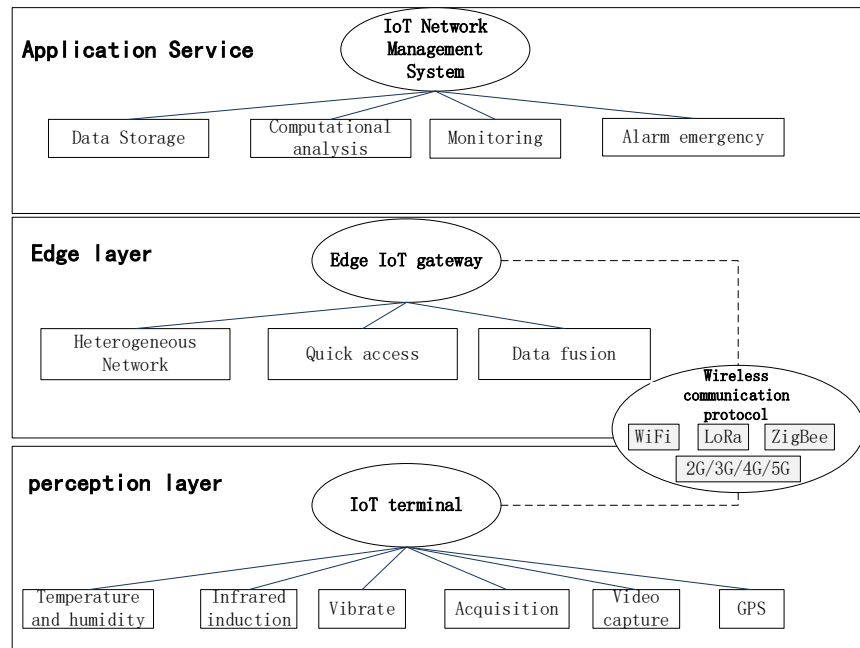 Application Service
IoT Network
Management
System
Data Storage
Computational
analysis
Monitoring
Alarm emergency
Edge layer
Edge IoT gateway
Heterogeneous
Network
Quick access
Data fusion
Wireless
communication
protocol
WiFi
LoRa
ZigBee
2G/3G/4G/5G
perception layer
IoT terminal
Temperature
and humidity
Infrared
induction
Vibrate
Acquisition
Video
capture
GPS